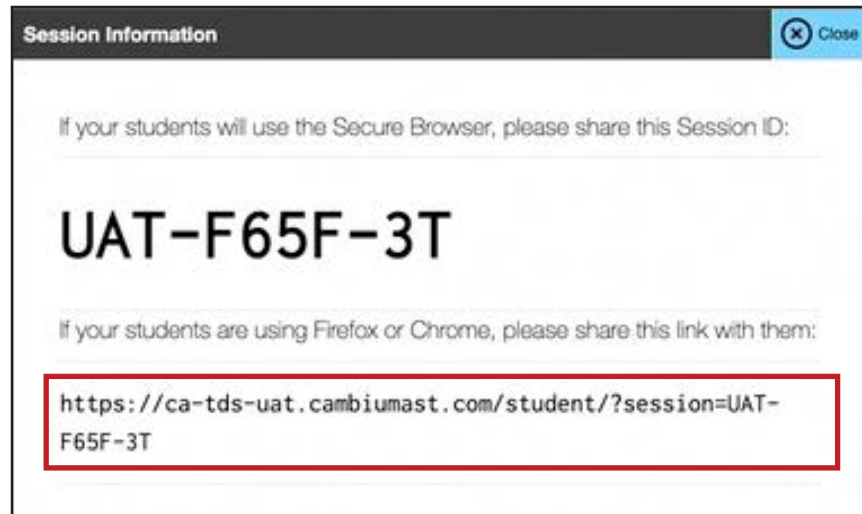 Session Information
Close
If your students will use the Secure Browser, please share this Session ID:
UAT-F65F-3T
If your students are using Firefox or Chrome, please share this link with them:
https://ca-tds-uat.cambiumast.com/student/?session=UAT-
F65F-3T